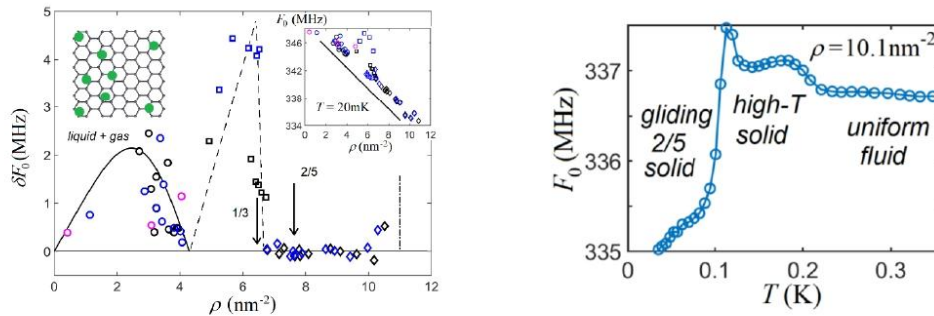 δF₀ (MHz)
5
4
3
2
1
0
liquid + gas
1/3
2/5
0 2 4 6 8 10 12
ρ (nm⁻²)
F₀ (MHz)
346
342
338
334
T = 20mK
0 2 4 6 8 10 12
ρ (nm⁻²)
F₀ (MHz)
337
336
335
ρ = 10.1nm⁻²
gliding
2/5
solid
high-T
solid
uniform
fluid
0 0.1 0.2 0.3
T (K)